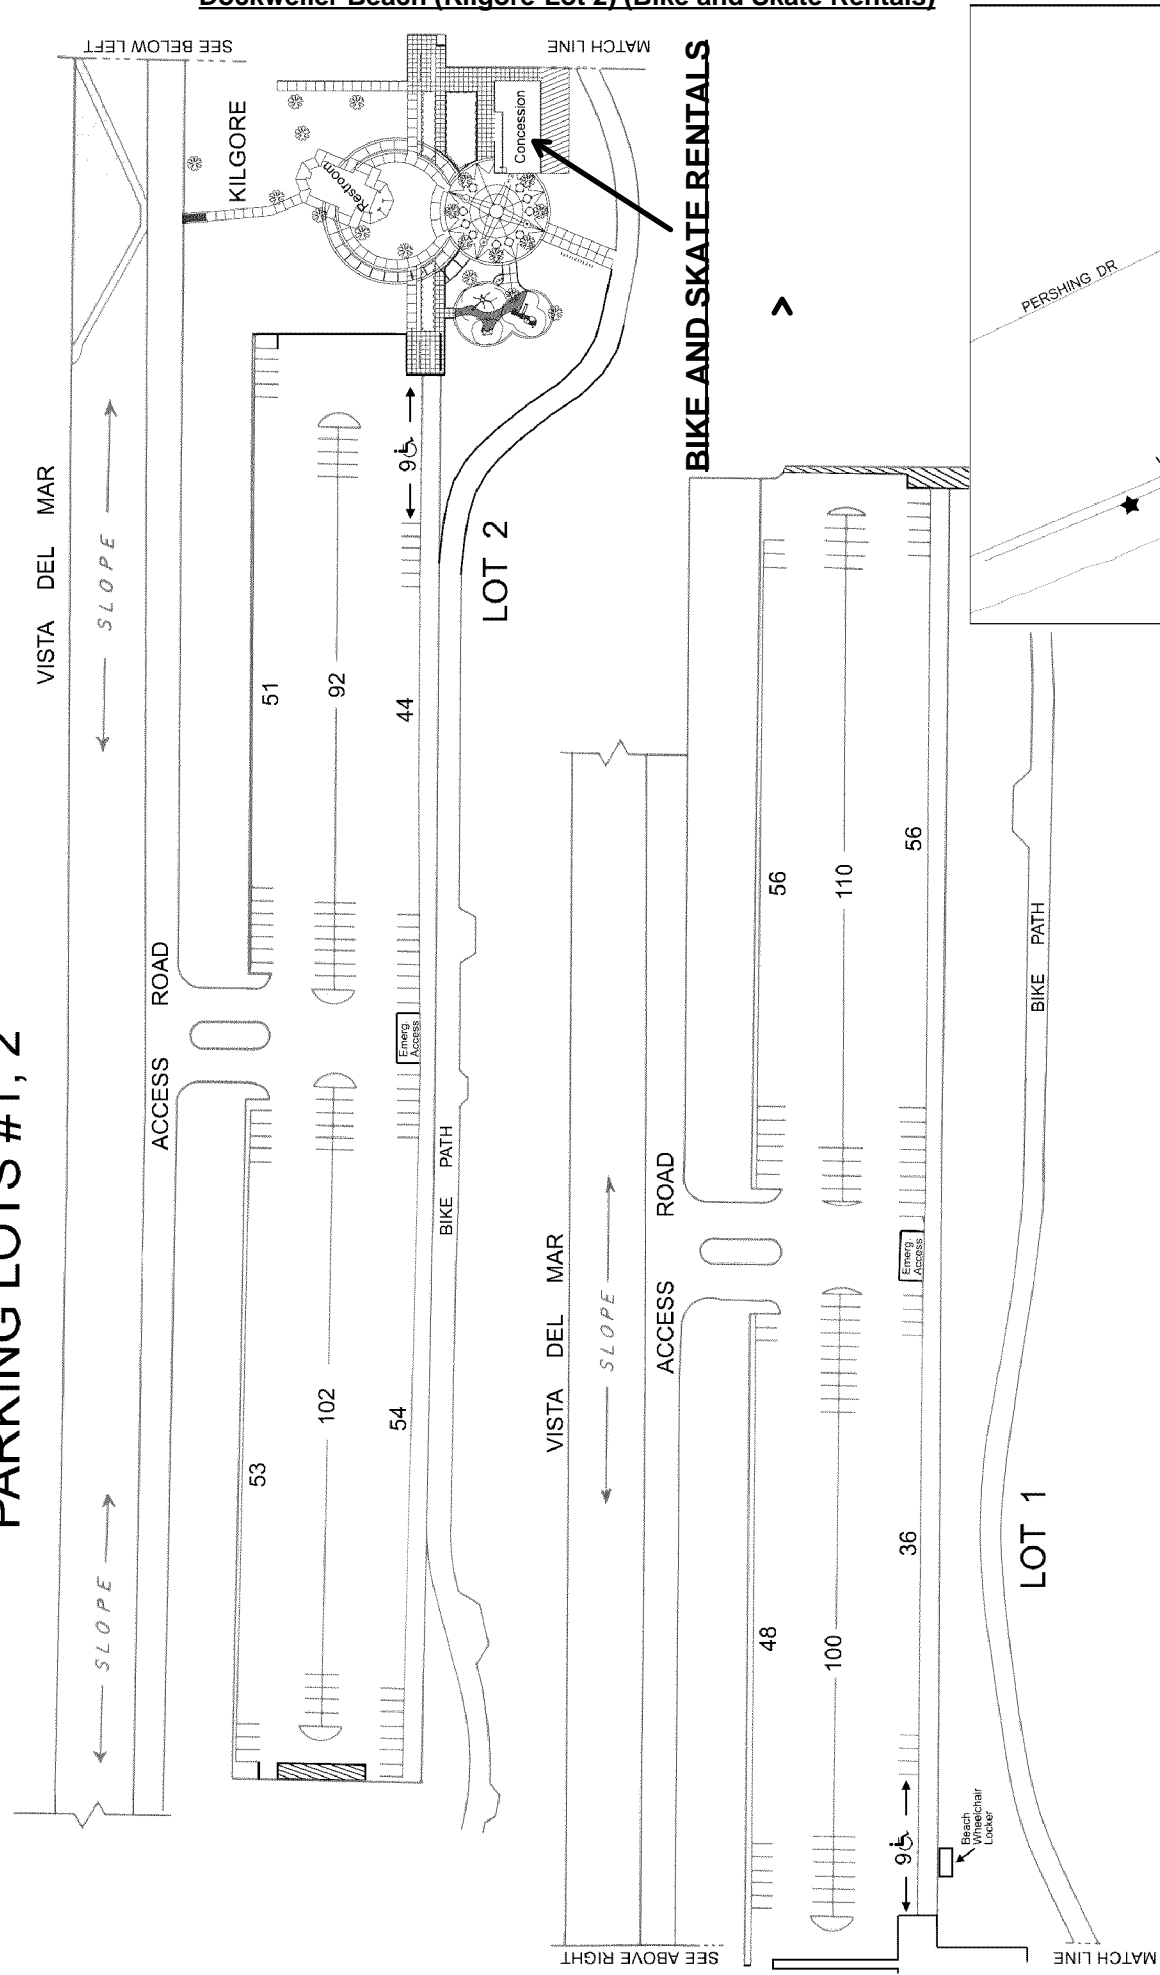 Dockweiler Beach (Kilgore-Lot 2) (Bike and Skate Rentals)
PARKING LOTS #1, 2
SEE BELOW LEFT
MATCH LINE
VISTA DEL MAR
SLOPE
SLOPE
KILGORE
Restroom
Concession
BIKE AND SKATE RENTALS
>
ACCESS ROAD
51
92
9
44
Emerg.
Access
53
102
54
BIKE PATH
LOT 2
VISTA DEL MAR
SLOPE
ACCESS ROAD
56
110
56
Emerg.
Access
48
100
36
9
Beach
Wheelchair
Locker
BIKE PATH
LOT 1
SEE ABOVE RIGHT
MATCH LINE
PERSHING DR